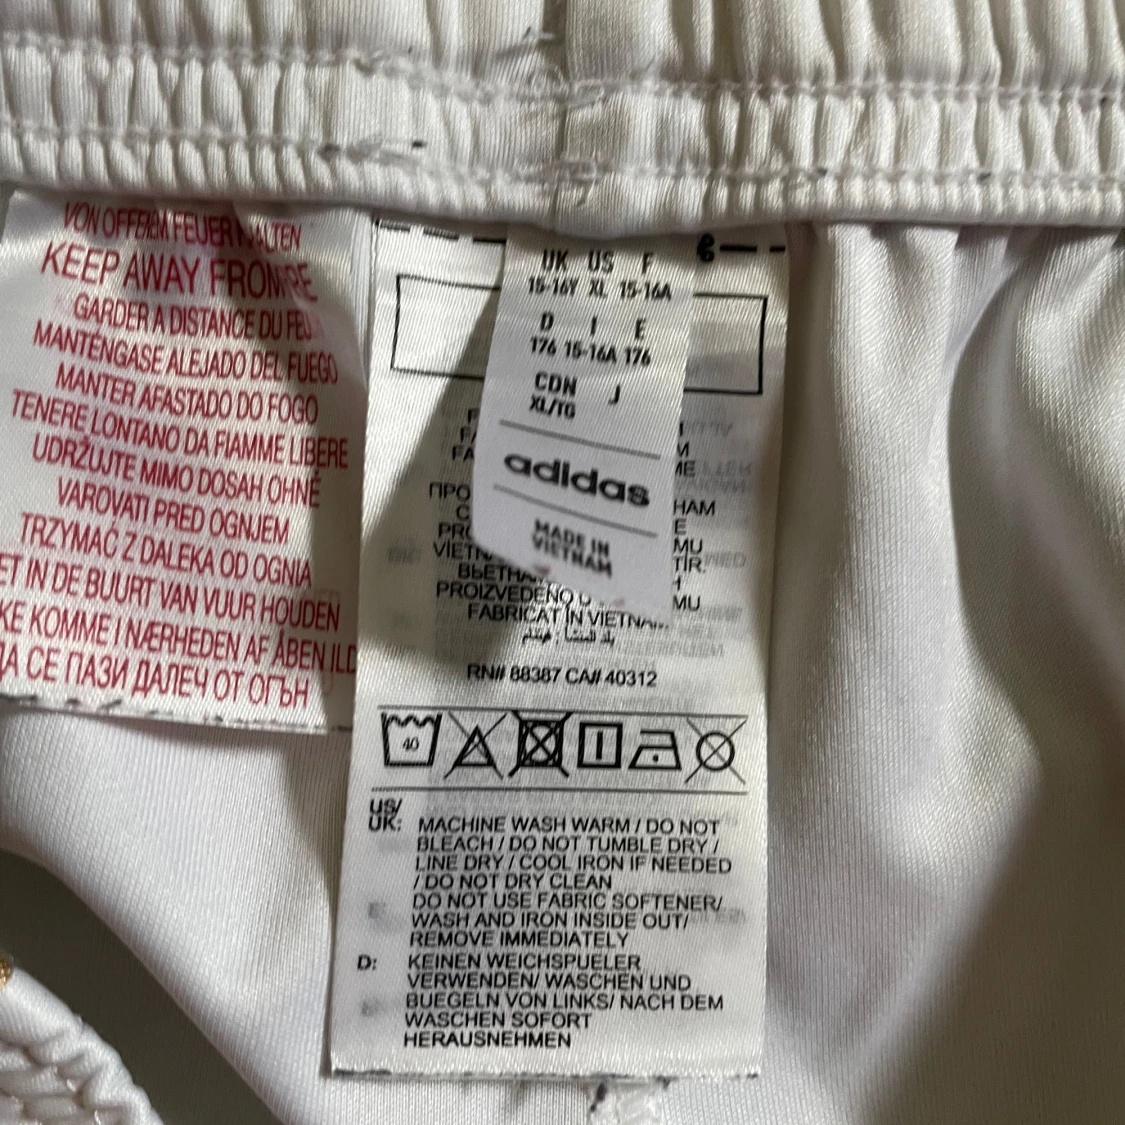 VON OFFENEM FEUER
KEEP AWAY FROM
GARDER A DISTANCE DU FEU
MANTÉNGASE ALEJADO DEL FUEGO
MANTER AFASTADO DO FOGO
TENERE LONTANO DA FIAMME LIBERE
UDRŽUJTE MIMO DOSAH OHNĚ
VAROVATI PRED OGNJEM
TRZYMAĆ Z DALEKA OD OGNIA
IN DE BUURT VAN VUUR HOUDEN
KOMME I NÆRHEDEN AF ÅBEN ILD
СЕ ПАЗИ ДАЛЕЧ ОТ ОГЪН
UK US F
15-16Y XL 15-16A
D I E
176 15-16A 176
CDN J
XL/TG
adidas
MADE IN
VIETNAM
FABRICAT IN VIETNAM
بلد المنشأ : فيتنام
RN# 88387 CA# 40312
40
US/
UK: MACHINE WASH WARM / DO NOT
BLEACH / DO NOT TUMBLE DRY /
LINE DRY / COOL IRON IF NEEDED
/ DO NOT DRY CLEAN
DO NOT USE FABRIC SOFTENER/
WASH AND IRON INSIDE OUT/
REMOVE IMMEDIATELY
D: KEINEN WEICHSPUELER
VERWENDEN/ WASCHEN UND
BUEGELN VON LINKS/ NACH DEM
WASCHEN SOFORT
HERAUSNEHMEN